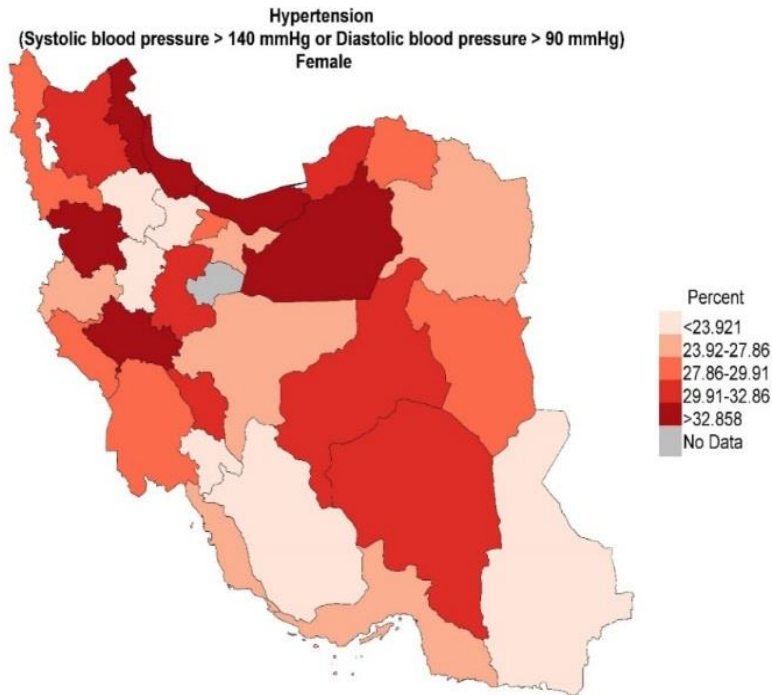 Hypertension
(Systolic blood pressure > 140 mmHg or Diastolic blood pressure > 90 mmHg)
Female
Percent
<23.921
23.92-27.86
27.86-29.91
29.91-32.86
>32.858
No Data